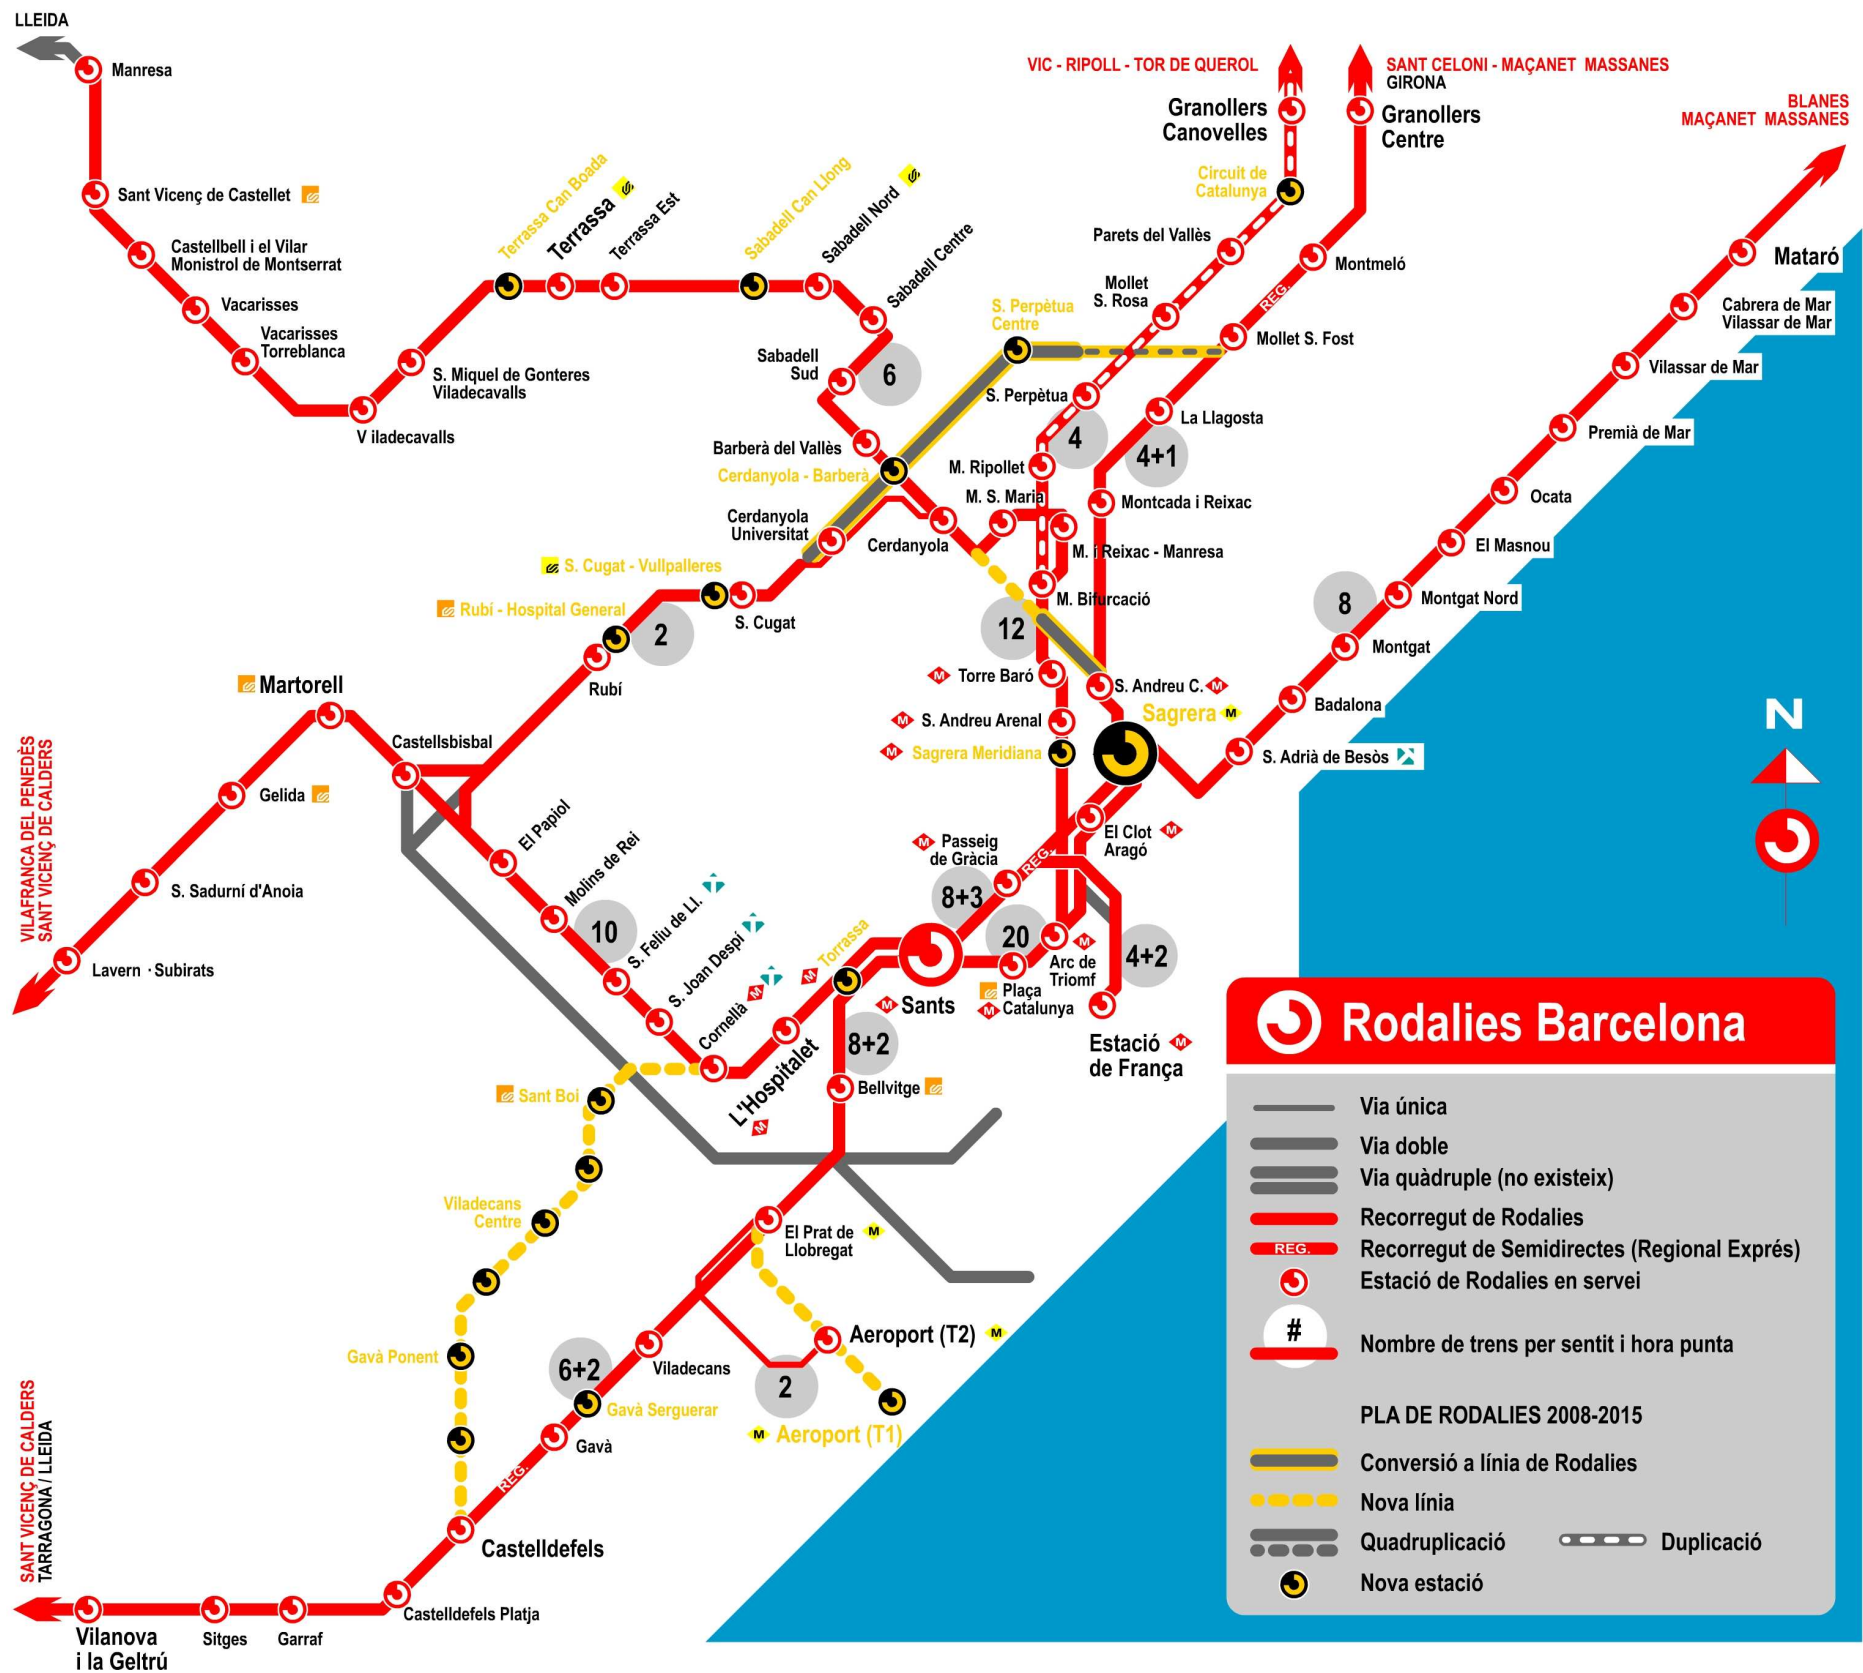 LLEIDA
Manresa
Sant Vicenç de Castellet
Castellbell i el Vilar
Monistrol de Montserrat
Vacarisses
Vacarisses
Torreblanca
V iladecavalls
S. Miquel de Gonteres
Viladecavalls
Terrassa Can Boada
Terrassa
Terrassa Est
Sabadell Can Llong
Sabadell Nord
Sabadell Centre
Sabadell
Sud
6
Barberà del Vallès
Cerdanyola - Barberà
Cerdanyola
Universitat
Cerdanyola
S. Cugat - Vullpalleres
Rubí - Hospital General
S. Cugat
2
Rubí
VIC - RIPOLL - TOR DE QUEROL
SANT CELONI - MAÇANET MASSANES
GIRONA
BLANES
MAÇANET MASSANES
Granollers
Canovelles
Granollers
Centre
Circuit de
Catalunya
Parets del Vallès
Montmeló
Mollet
S. Rosa
REG.
S. Perpètua
Centre
Mollet S. Fost
S. Perpètua
La Llagosta
4
4+1
M. Ripollet
M. S. Maria
Montcada i Reixac
M. i Reixac - Manresa
M. Bifurcació
12
Torre Baró
M
S. Andreu C.
M
M
S. Andreu Arenal
Sagrera
M
M
Sagrera Meridiana
M
Mataró
Cabrera de Mar
Vilassar de Mar
Vilassar de Mar
Premià de Mar
Ocata
El Masnou
Montgat Nord
8
Montgat
Badalona
S. Adrià de Besòs
N
Martorell
Castellsbisbal
Gelida
S. Sadurní d'Anoia
Lavern · Subirats
VILAFRANCA DEL PENEDÈS
SANT VICENÇ DE CALDERS
El Papiol
Molins de Rei
10
S. Feliu de Ll.
S. Joan Despí
Cornellà
M
L'Hospitalet
M
Torrassa
M
Sants
M
Passeig
de Gràcia
M
REG.
8+3
20
El Clot
Aragó
M
Arc de
Triomf
M
Plaça
Catalunya
M
4+2
Estació
de França
M
8+2
Bellvitge
Sant Boi
Viladecans
Centre
Gavà Ponent
El Prat de
Llobregat
M
Aeroport (T2)
M
Viladecans
6+2
2
Gavà Serguerar
M
Aeroport (T1)
Gavà
REG.
Castelldefels
Castelldefels Platja
Garraf
Sitges
Vilanova
i la Geltrú
SANT VICENÇ DE CALDERS
TARRAGONA / LLEIDA
Rodalies Barcelona
Via única
Via doble
Via quàdruple (no existeix)
Recorregut de Rodalies
REG.
Recorregut de Semidirectes (Regional Exprés)
Estació de Rodalies en servei
#
Nombre de trens per sentit i hora punta
PLA DE RODALIES 2008-2015
Conversió a línia de Rodalies
Nova línia
Quadruplicació
Duplicació
Nova estació